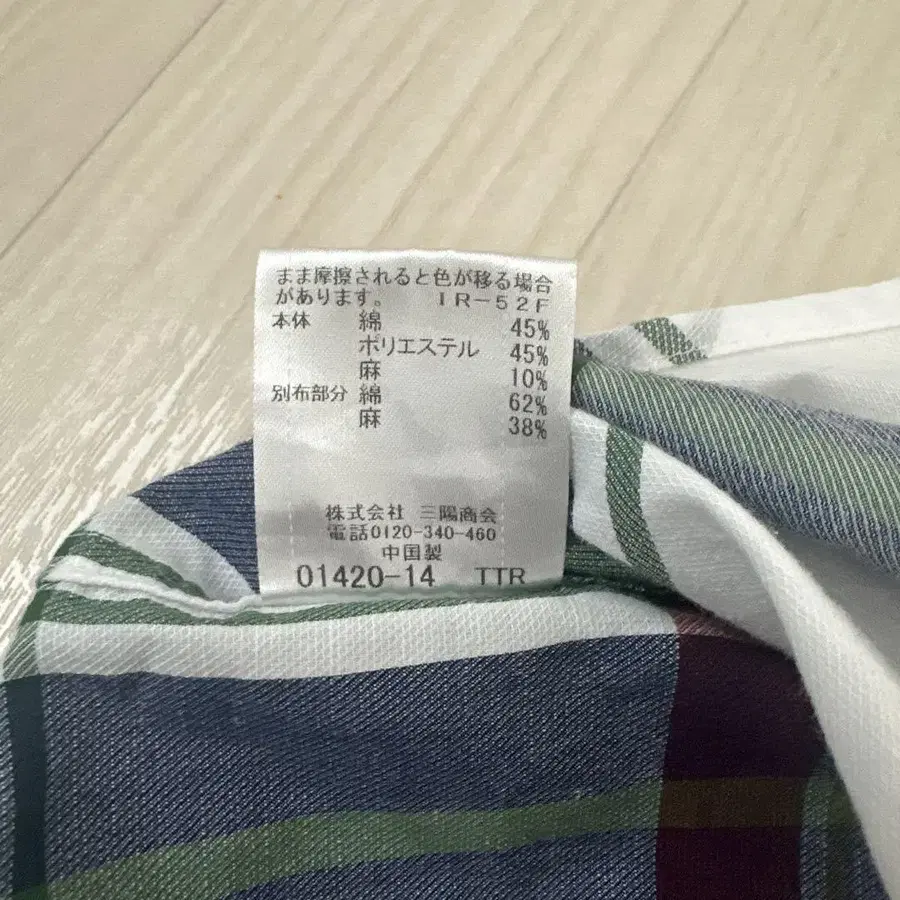 まま摩擦されると色が移る場合
があります。 IR-52F
本体 綿 45%
ポリエステル 45%
麻 10%
別布部分 綿 62%
麻 38%
株式会社 三陽商会
電話0120-340-460
中国製
01420-14 TTR